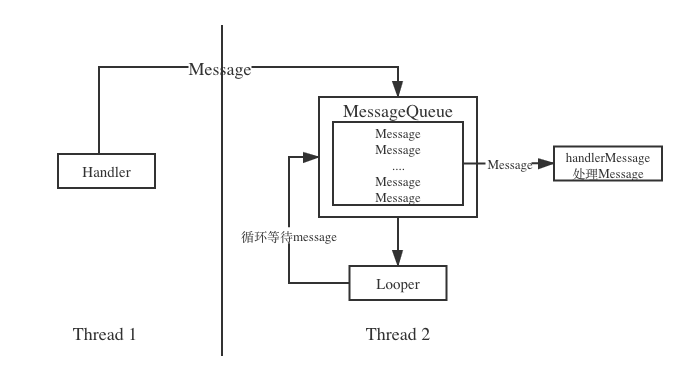 Message
Handler
MessageQueue
Message
Message
....
Message
Message
Message
handlerMessage
处理Message
循环等待message
Looper
Thread 1
Thread 2